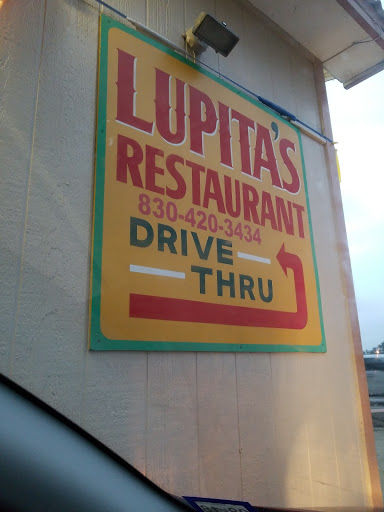 LUPITA'S
RESTAURANT
830-420-3434
DRIVE
THRU